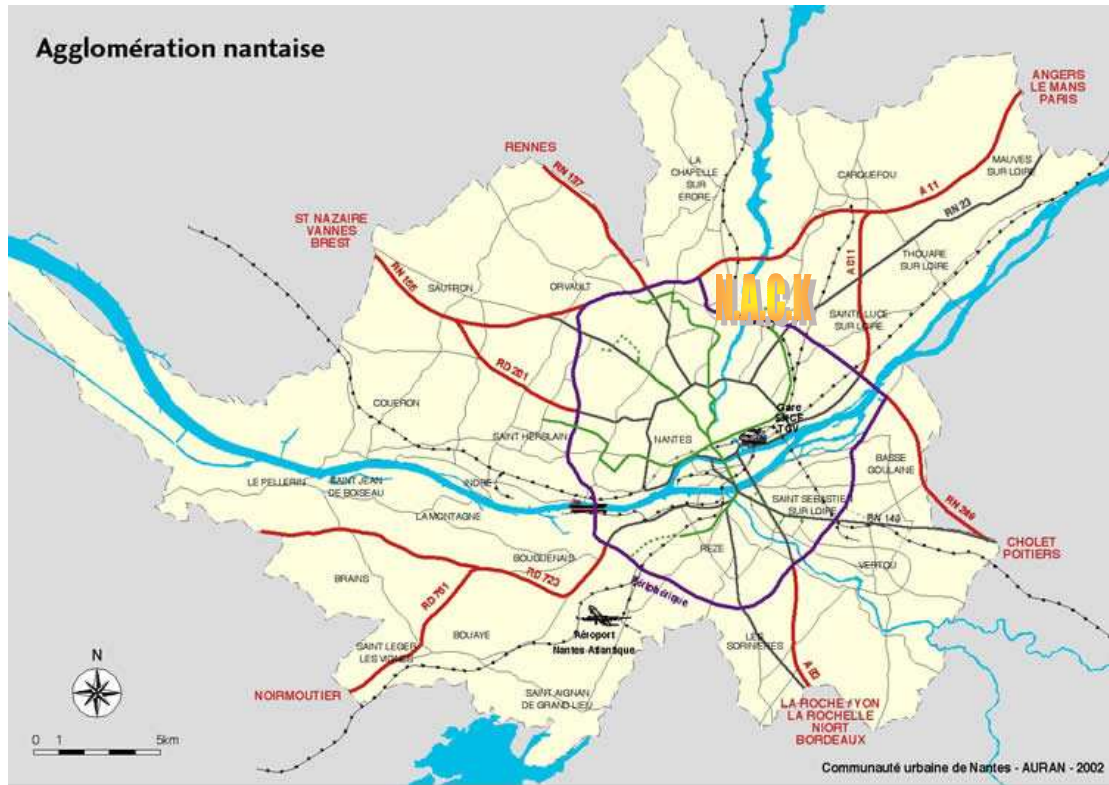 Agglomération nantaise
ANGERS
LE MANS
PARIS
RENNES
RN 137
LA
CHAPELLE
SUR
ERDRE
CARQUEFOU
MAUVES
SUR LOIRE
A 11
RN 23
ST NAZAIRE
VANNES
BREST
RN 165
SAUTRON
ORVAULT
N.A.C.K
A 811
THOUARE
SUR LOIRE
SAINTE LUCE
SUR LOIRE
RD 201
COUERON
SAINT HERBLAIN
NANTES
Gare
SNCF
TGV
BASSE
GOULAINE
LE PELLERIN
SAINT JEAN
DE BOISEAU
INDRE
LA MONTAGNE
SAINT SEBASTIEN
SUR LOIRE
RN 149
RN 249
CHOLET
POITIERS
BOUGUENAIS
REZE
VERTOU
BRAINS
RD 723
RD 751
Périphérique
Aéroport
Nantes-Atlantique
BOUAYE
SAINT LEGER
LES VIGNES
LES
SORINIERES
A 83
N
NOIRMOUTIER
SAINT AIGNAN
DE GRAND LIEU
LA ROCHE / YON
LA ROCHELLE
NIORT
BORDEAUX
0 1 5km
Communauté urbaine de Nantes - AURAN - 2002